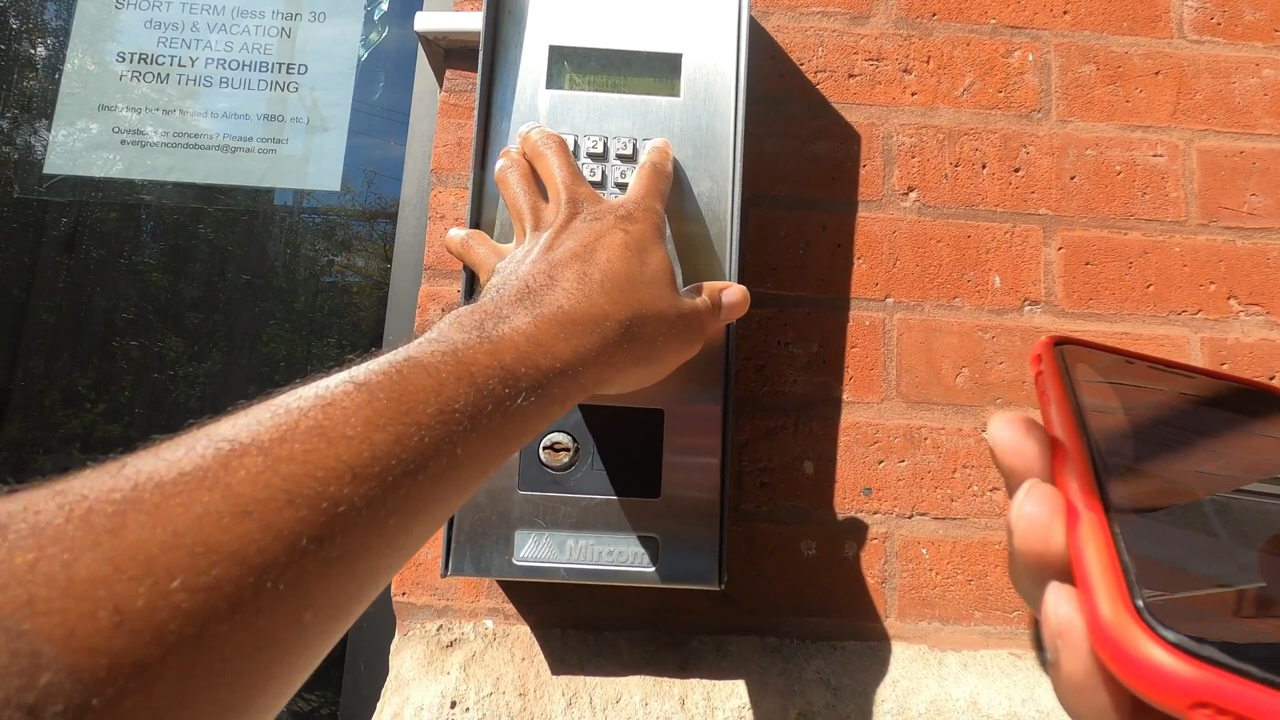 SHORT TERM (less than 30
days) & VACATION
RENTALS ARE
STRICTLY PROHIBITED
FROM THIS BUILDING
(Including but not limited to Airbnb, VRBO, etc.)
Questions or concerns? Please contact
evergreencondoboard@gmail.com
2 3
5 6
Mircom